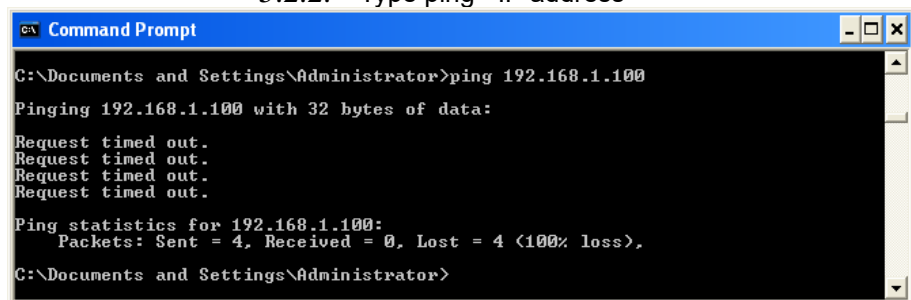 Type ping
Command Prompt
C:\Documents and Settings\Administrator>ping 192.168.1.100
Pinging 192.168.1.100 with 32 bytes of data:
Request timed out.
Request timed out.
Request timed out.
Request timed out.
Ping statistics for 192.168.1.100:
Packets: Sent = 4, Received = 0, Lost = 4 (100% loss),
C:\Documents and Settings\Administrator>